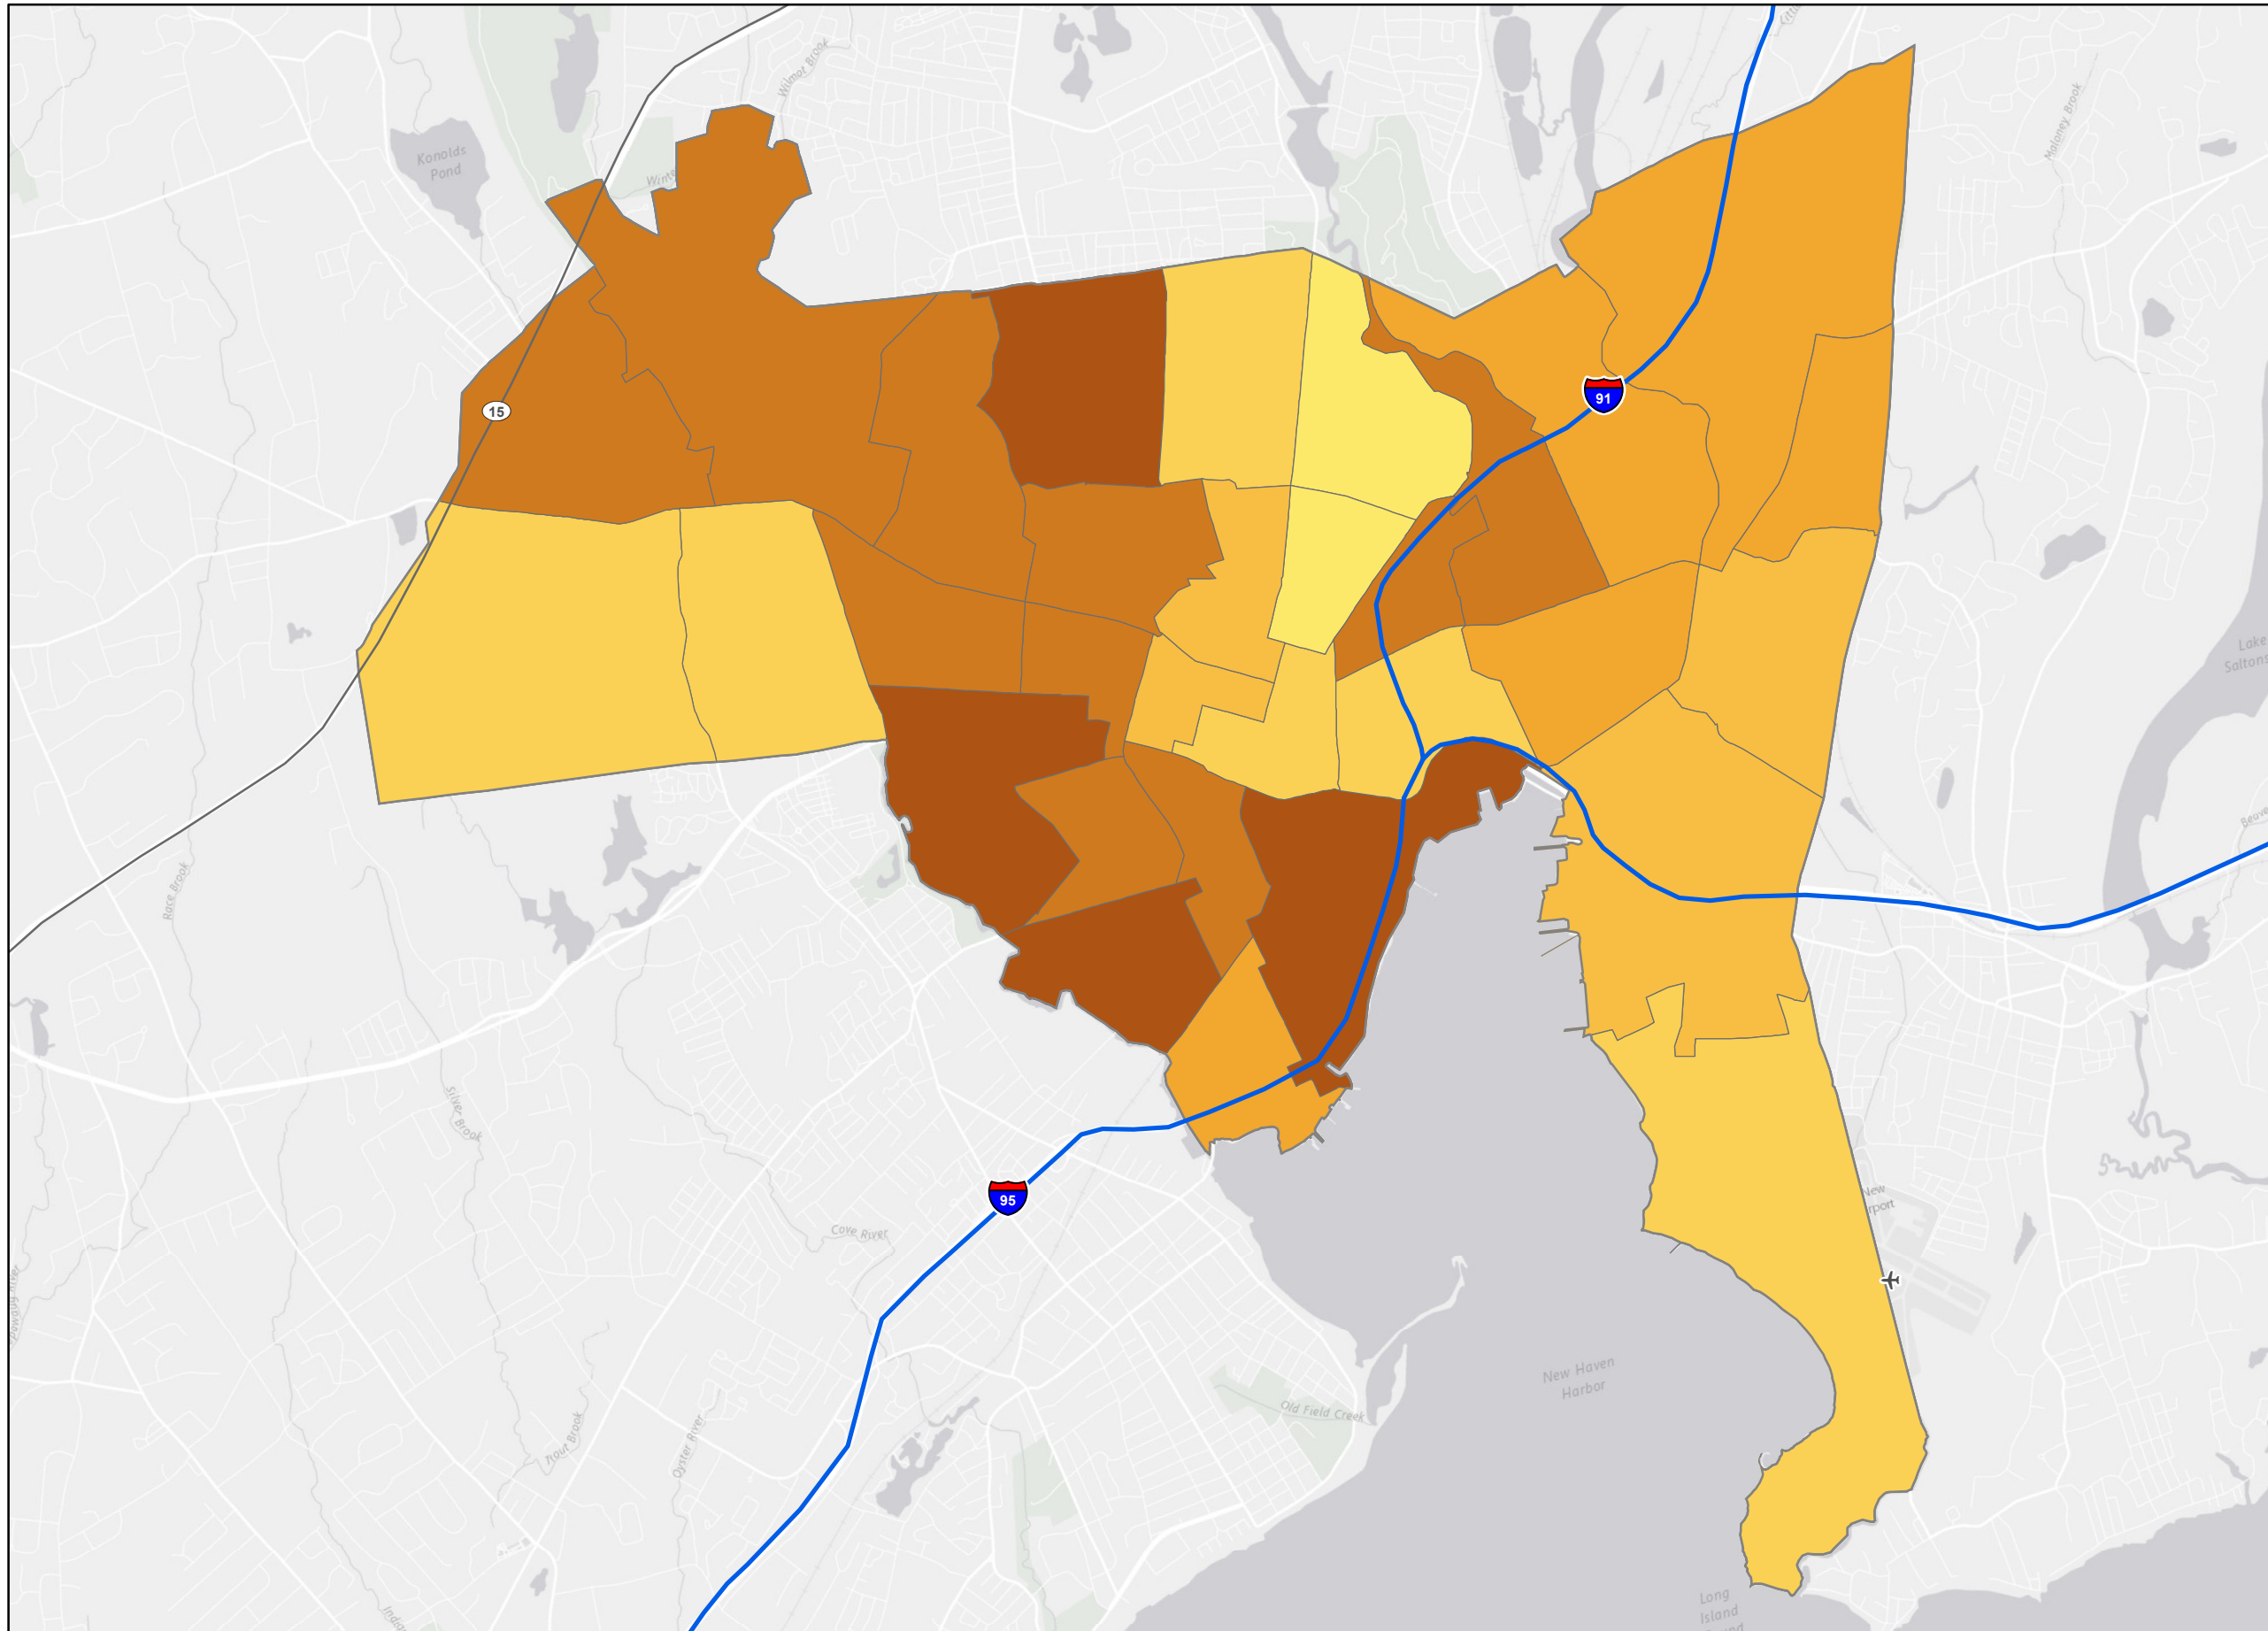 Wilmot Brook
Maloney Brook
Konolds
Pond
15
91
Lake
Race Brook
Silver Brook
New
95
Cove River
New Haven
Harbor
Old Field Creek
Trout Brook
Oyster River
Long
Island